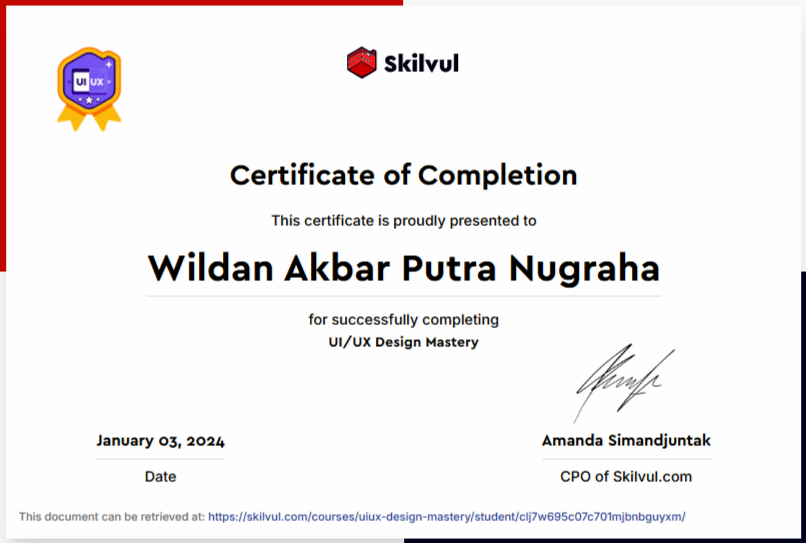 UI UX
Skilvul
Certificate of Completion
This certificate is proudly presented to
Wildan Akbar Putra Nugraha
for successfully completing
UI/UX Design Mastery
January 03, 2024
Date
Amanda Simandjuntak
CPO of Skilvul.com
This document can be retrieved at: https://skilvul.com/courses/uiux-design-mastery/student/clj7w695c07c701mjbnbguyxm/